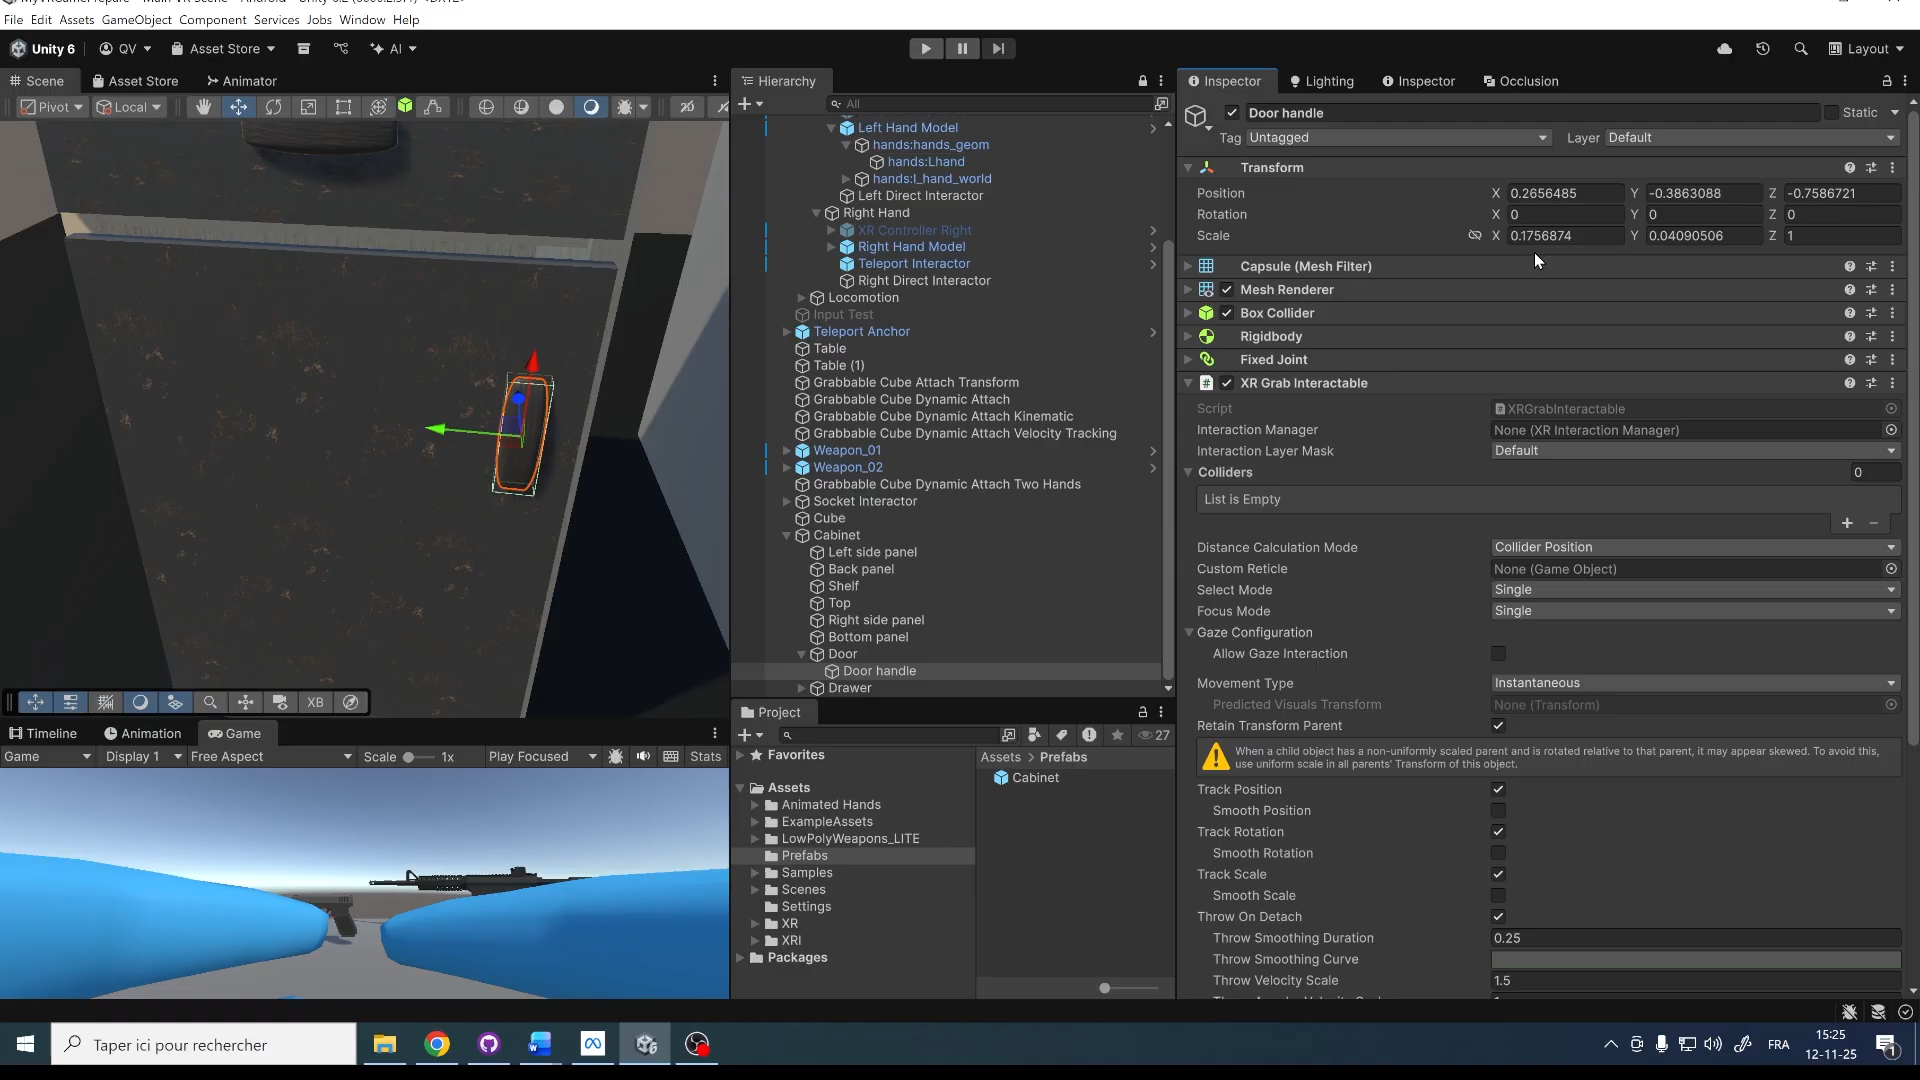 File Edit Assets GameObject Component Services Jobs Window Help
Unity 6 QV Asset Store AI Layout
Scene Asset Store Animator
Hierarchy
Inspector Lighting Inspector Occlusion
Pivot Local 2D
All
Door handle Static
Tag Untagged Layer Default
Left Hand Model
hands:hands_geom
hands:Lhand
hands:l_hand_world
Left Direct Interactor
Right Hand
XR Controller Right
Right Hand Model
Teleport Interactor
Right Direct Interactor
Locomotion
Input Test
Teleport Anchor
Table
Table (1)
Grabbable Cube Attach Transform
Grabbable Cube Dynamic Attach
Grabbable Cube Dynamic Attach Kinematic
Grabbable Cube Dynamic Attach Velocity Tracking
Weapon_01
Weapon_02
Grabbable Cube Dynamic Attach Two Hands
Socket Interactor
Cube
Cabinet
Left side panel
Back panel
Shelf
Top
Right side panel
Bottom panel
Door
Door handle
Drawer
Transform
Position X 0.2656485 Y -0.3863088 Z -0.7586721
Rotation X 0 Y 0 Z 0
Scale X 0.1756874 Y 0.04090506 Z 1
Capsule (Mesh Filter)
Mesh Renderer
Box Collider
Rigidbody
Fixed Joint
XR Grab Interactable
Script XRGrabInteractable
Interaction Manager None (XR Interaction Manager)
Interaction Layer Mask Default
Colliders 0
List is Empty
Distance Calculation Mode Collider Position
Custom Reticle None (Game Object)
Select Mode Single
Focus Mode Single
Gaze Configuration
Allow Gaze Interaction
Movement Type Instantaneous
Predicted Visuals Transform None (Transform)
Retain Transform Parent
When a child object has a non-uniformly scaled parent and is rotated relative to that parent, it may appear skewed. To avoid this,
use uniform scale in all parents' Transform of this object.
Track Position
Smooth Position
Track Rotation
Smooth Rotation
Track Scale
Smooth Scale
Throw On Detach
Throw Smoothing Duration 0.25
Throw Smoothing Curve
Throw Velocity Scale 1.5
XB
Timeline Animation Game
Game Display 1 Free Aspect Scale 1x Play Focused Stats
Project
27
Favorites
Assets
Animated Hands
ExampleAssets
LowPolyWeapons_LITE
Prefabs
Samples
Scenes
Settings
XR
XRI
Packages
Assets > Prefabs
Cabinet
Taper ici pour rechercher
FRA
15:25
12-11-25
1